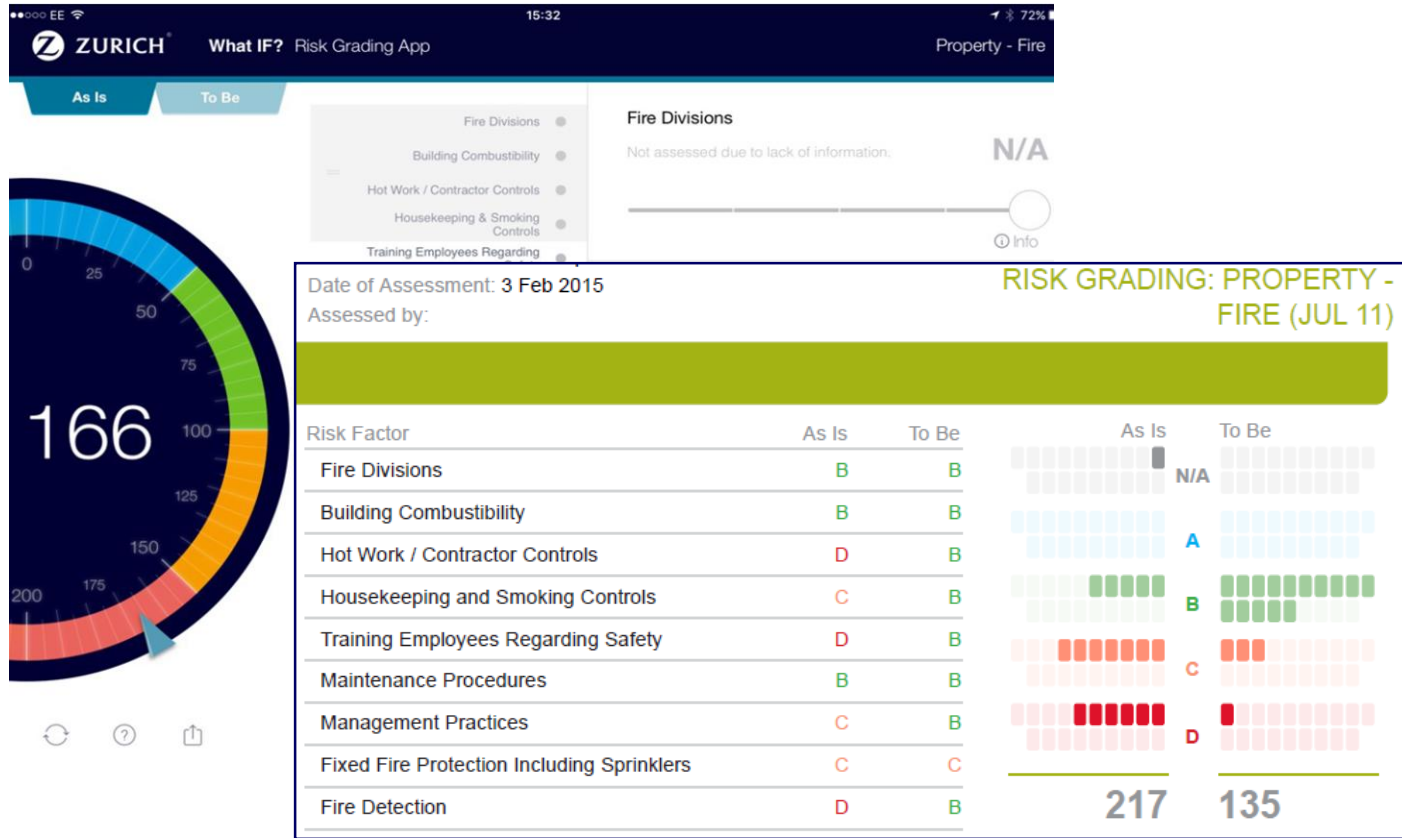 EE 15:32 72%
ZURICH What IF? Risk Grading App Property - Fire
As Is To Be
Fire Divisions
Building Combustibility
Hot Work / Contractor Controls
Housekeeping & Smoking
Controls
Training Employees Regarding
Fire Divisions
Not assessed due to lack of information.
N/A
Info
0
25
50
75
100
125
150
175
200
166
Date of Assessment: 3 Feb 2015
Assessed by:
RISK GRADING: PROPERTY -
FIRE (JUL 11)
Risk Factor As Is To Be
Fire Divisions B B
Building Combustibility B B
Hot Work / Contractor Controls D B
Housekeeping and Smoking Controls C B
Training Employees Regarding Safety D B
Maintenance Procedures B B
Management Practices C B
Fixed Fire Protection Including Sprinklers C C
Fire Detection D B
As Is To Be
N/A
A
B
C
D
217 135